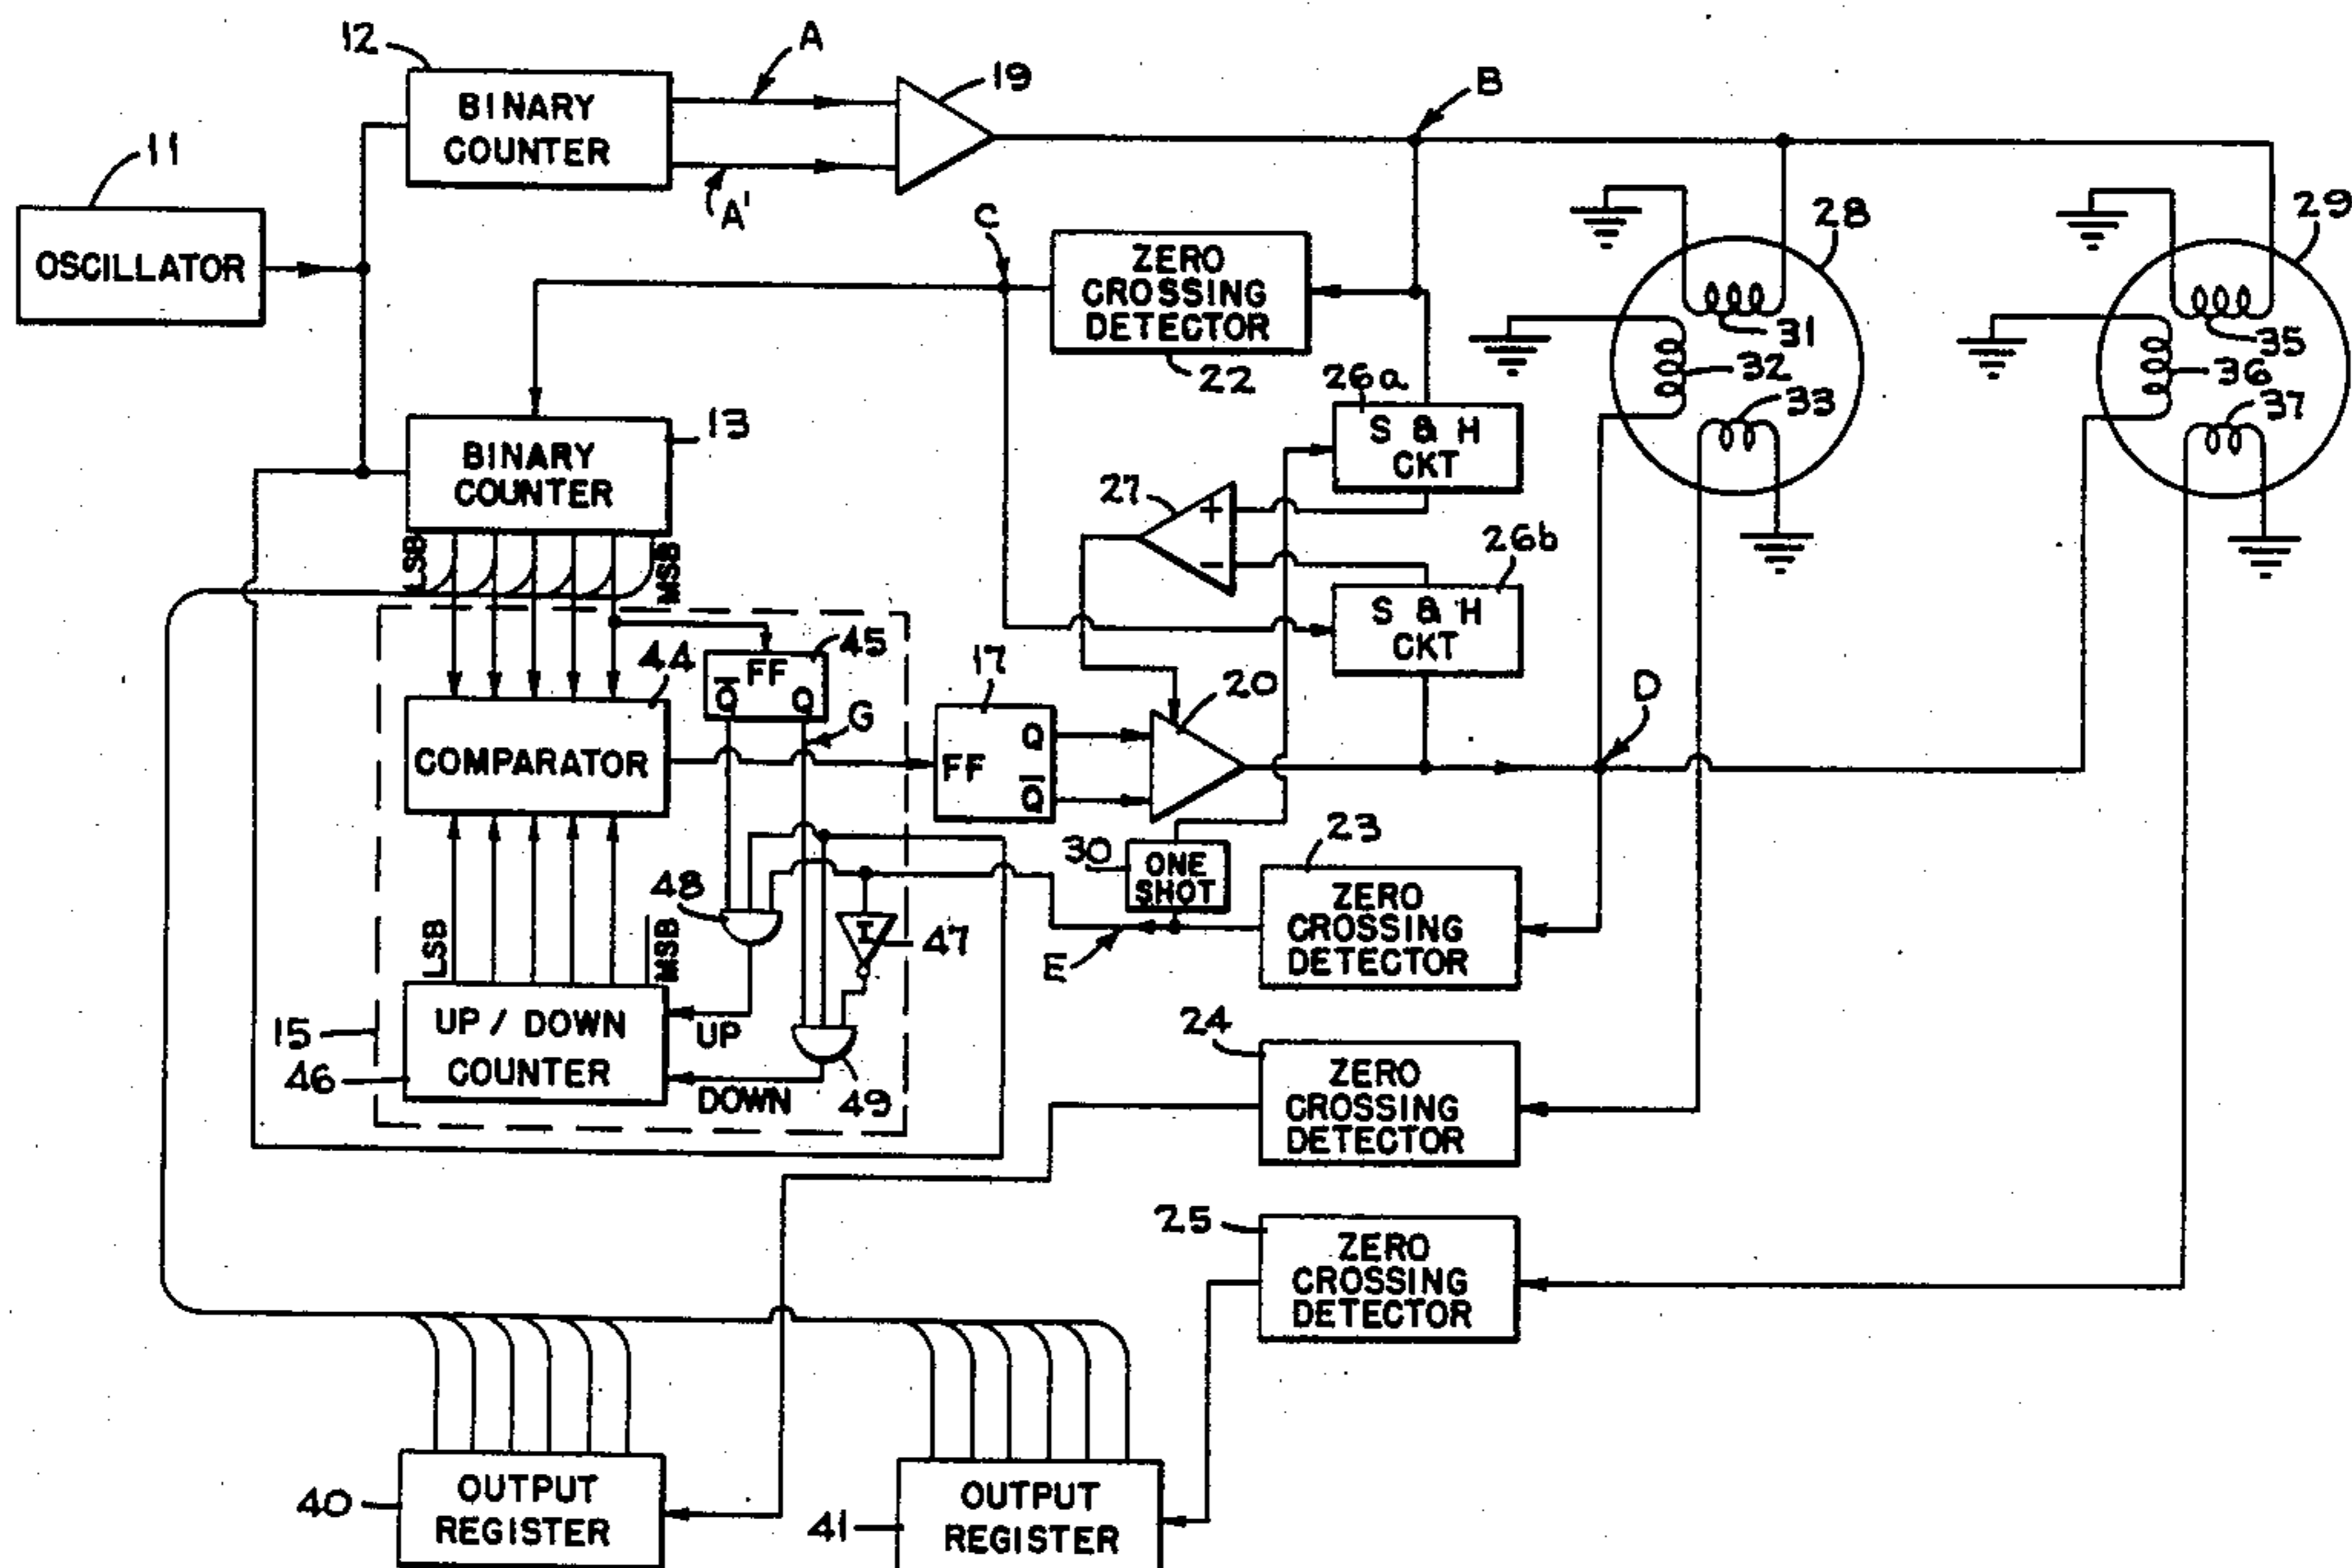 12
A
19
B
BINARY
COUNTER
11
A'
C
28
29
OSCILLATOR
ZERO
CROSSING
DETECTOR
22
31
35
32
36
26a
33
37
13
S & H
CKT
BINARY
COUNTER
27
+
−
26b
LSB
MSB
S & H
CKT
44
45
FF
Q̅
Q
G
17
20
D
COMPARATOR
FF
Q
Q̅
23
30
ONE
SHOT
48
ZERO
CROSSING
DETECTOR
I
47
E
LSB
MSB
24
15
UP / DOWN
COUNTER
UP
46
DOWN
49
ZERO
CROSSING
DETECTOR
25
ZERO
CROSSING
DETECTOR
40
OUTPUT
REGISTER
41
OUTPUT
REGISTER